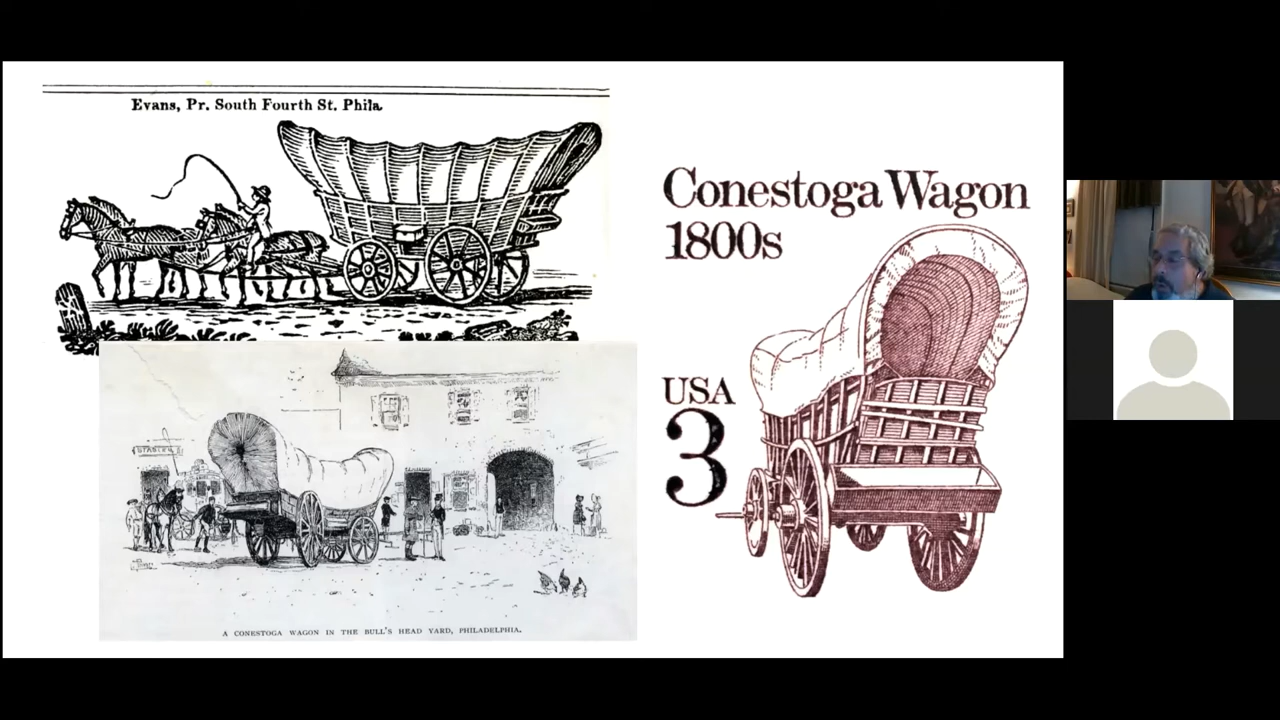 Evans, Pr. South Fourth St. Phila.
STABLES
A CONESTOGA WAGON IN THE BULL'S HEAD YARD, PHILADELPHIA.
Conestoga Wagon
1800s
USA
3